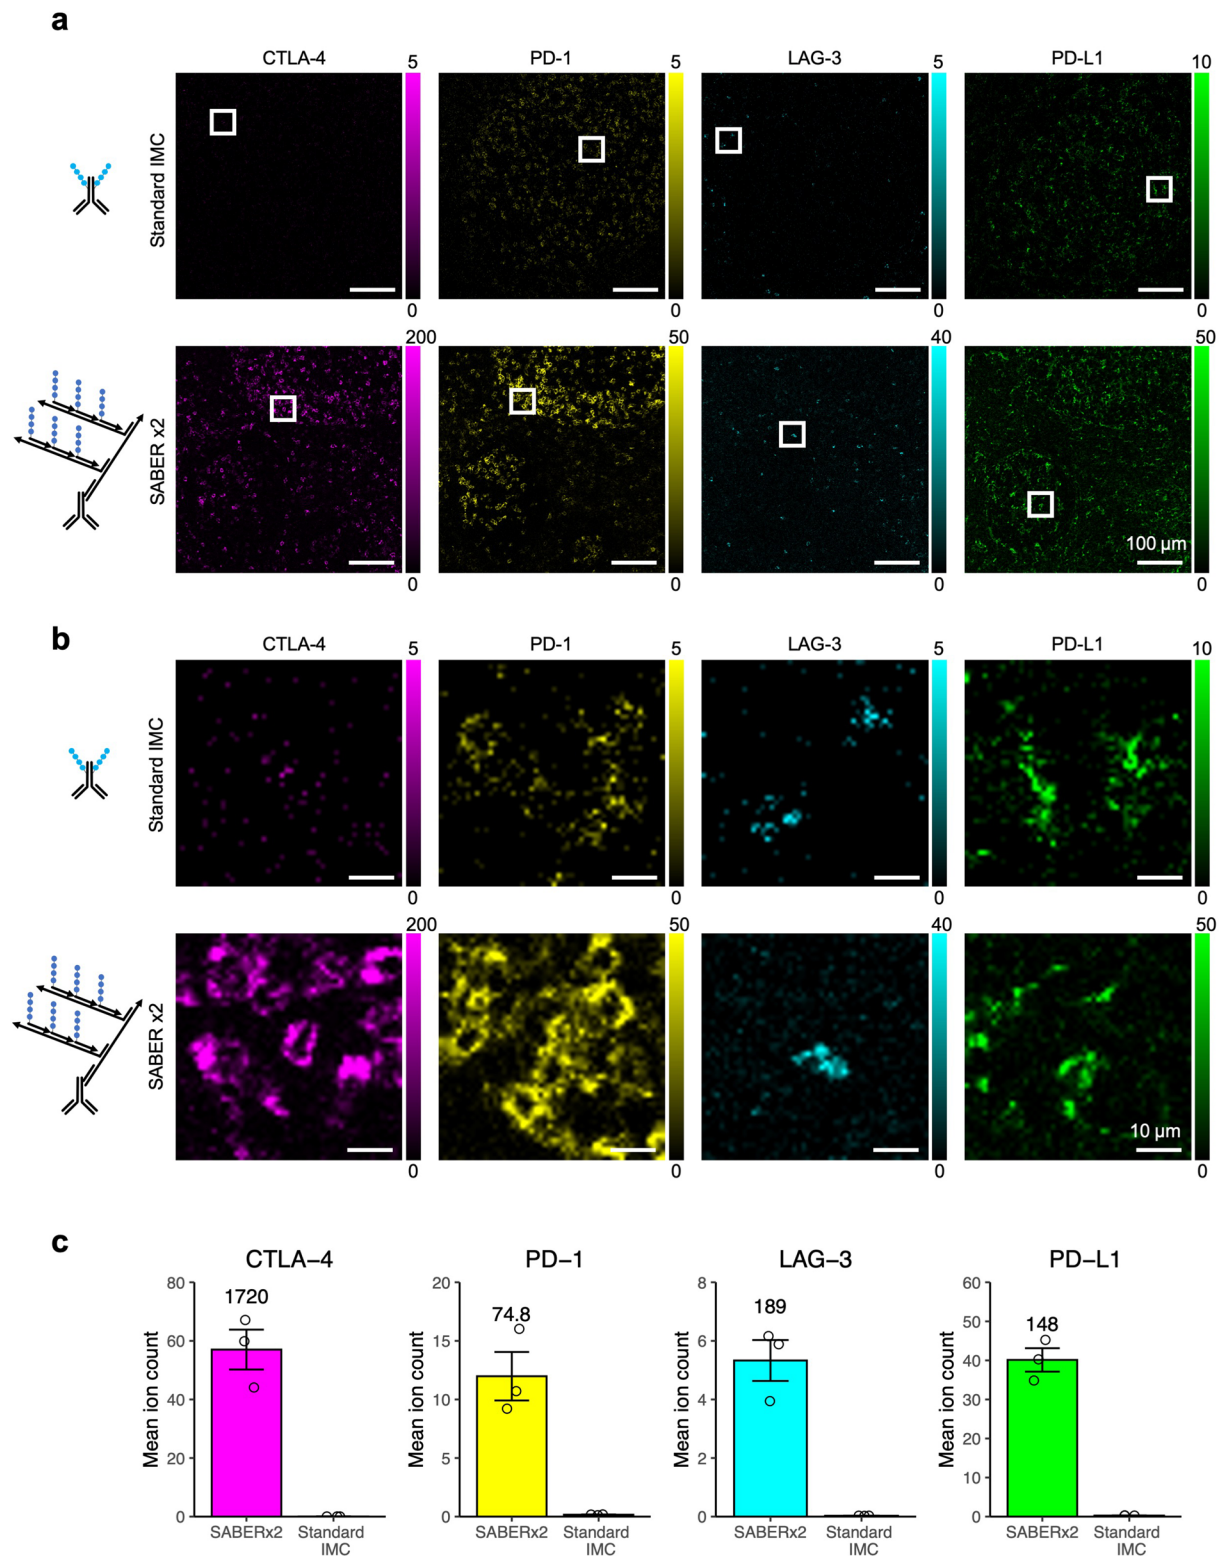 a
CTLA-4
PD-1
LAG-3
PD-L1
Standard IMC
5
0
5
0
5
0
10
0
SABER x2
200
0
50
0
40
0
50
0
100 µm
b
CTLA-4
PD-1
LAG-3
PD-L1
Standard IMC
5
0
5
0
5
0
10
0
SABER x2
200
0
50
0
40
0
50
0
10 µm
c
CTLA–4
Mean ion count
80
60
40
20
0
1720
SABERx2
Standard
IMC
PD–1
Mean ion count
20
15
10
5
0
74.8
SABERx2
Standard
IMC
LAG–3
Mean ion count
8
6
4
2
0
189
SABERx2
Standard
IMC
PD–L1
Mean ion count
60
50
40
30
20
10
0
148
SABERx2
Standard
IMC